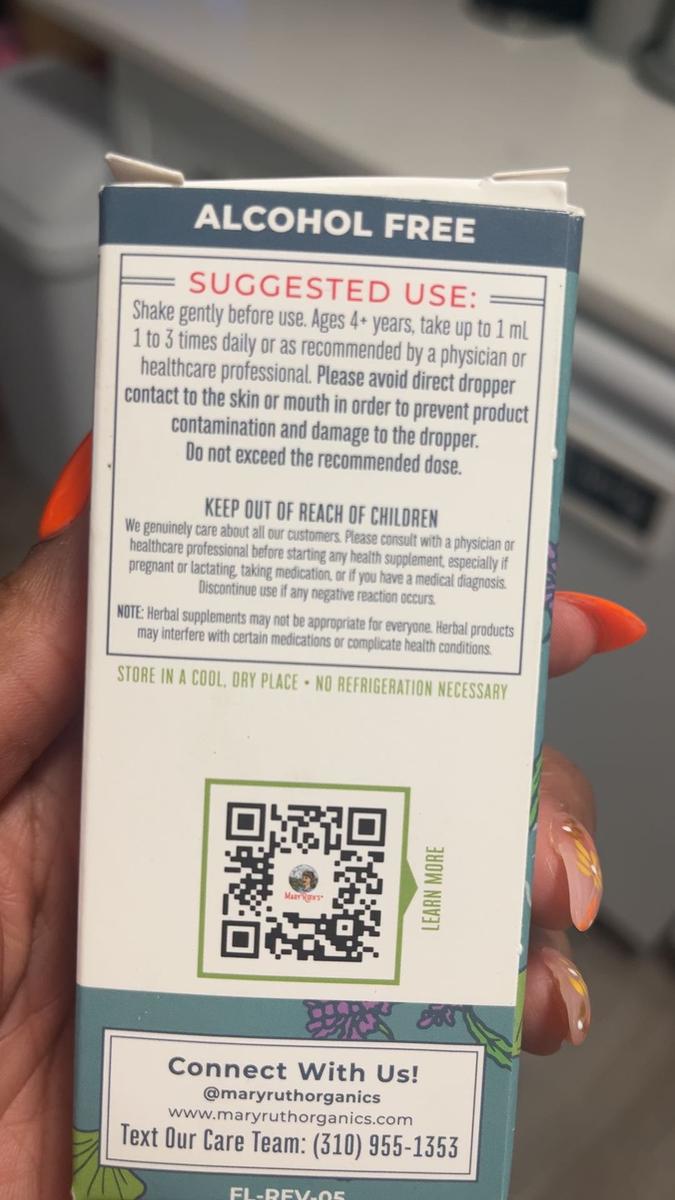 ALCOHOL FREE
SUGGESTED USE:
Shake gently before use. Ages 4+ years, take up to 1 mL
1 to 3 times daily or as recommended by a physician or
healthcare professional. Please avoid direct dropper
contact to the skin or mouth in order to prevent product
contamination and damage to the dropper.
Do not exceed the recommended dose.
KEEP OUT OF REACH OF CHILDREN
We genuinely care about all our customers. Please consult with a physician or
healthcare professional before starting any health supplement, especially if
pregnant or lactating, taking medication, or if you have a medical diagnosis.
Discontinue use if any negative reaction occurs.
NOTE: Herbal supplements may not be appropriate for everyone. Herbal products
may interfere with certain medications or complicate health conditions.
STORE IN A COOL, DRY PLACE • NO REFRIGERATION NECESSARY
MARYRUTH'S
LEARN MORE
Connect With Us!
@maryruthorganics
www.maryruthorganics.com
Text Our Care Team: (310) 955-1353
FL-REV-05